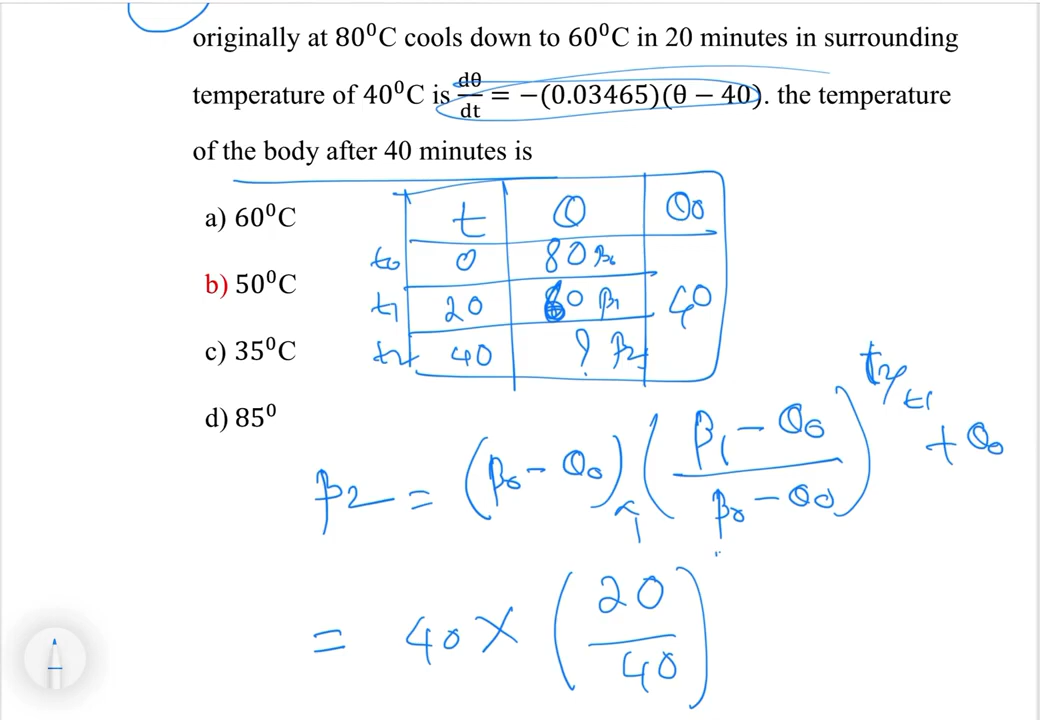 originally at 80⁰C cools down to 60⁰C in 20 minutes in surrounding
temperature of 40⁰C is dθ/dt = −(0.03465)(θ − 40). the temperature
of the body after 40 minutes is
t θ θ₀
a) 60⁰C
t₀ 0 80 β₀
b) 50⁰C
t₁ 20 60 β₁ 40
c) 35⁰C
t₂ 40 ? β₂
d) 85⁰
β₂ = (β₀ − θ₀) × ((β₁ − θ₀)/(β₀ − θ₀))^(t₂/t₁) + θ₀
= 40 × (20/40)